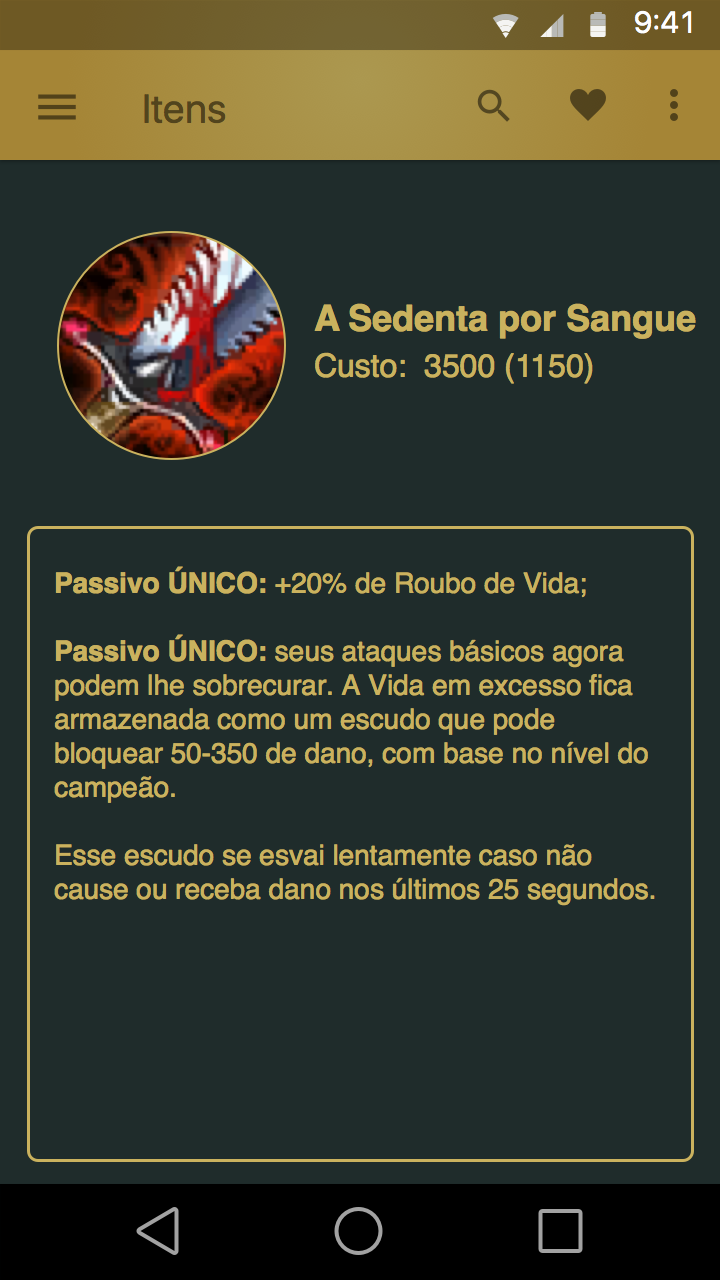 9:41
Itens
A Sedenta por Sangue
Custo: 3500 (1150)
Passivo ÚNICO: +20% de Roubo de Vida;
Passivo ÚNICO: seus ataques básicos agora
podem lhe sobrecurar. A Vida em excesso fica
armazenada como um escudo que pode
bloquear 50-350 de dano, com base no nível do
campeão.
Esse escudo se esvai lentamente caso não
cause ou receba dano nos últimos 25 segundos.